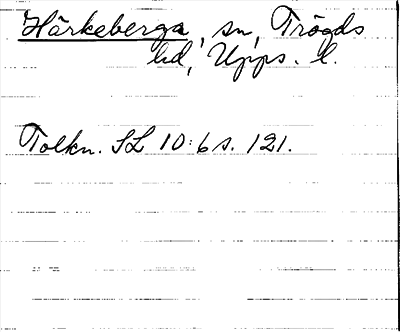 Härkeberga, sn, Trögds
hd, Upps. l.
Tolkn. SL 10:6 s. 121.